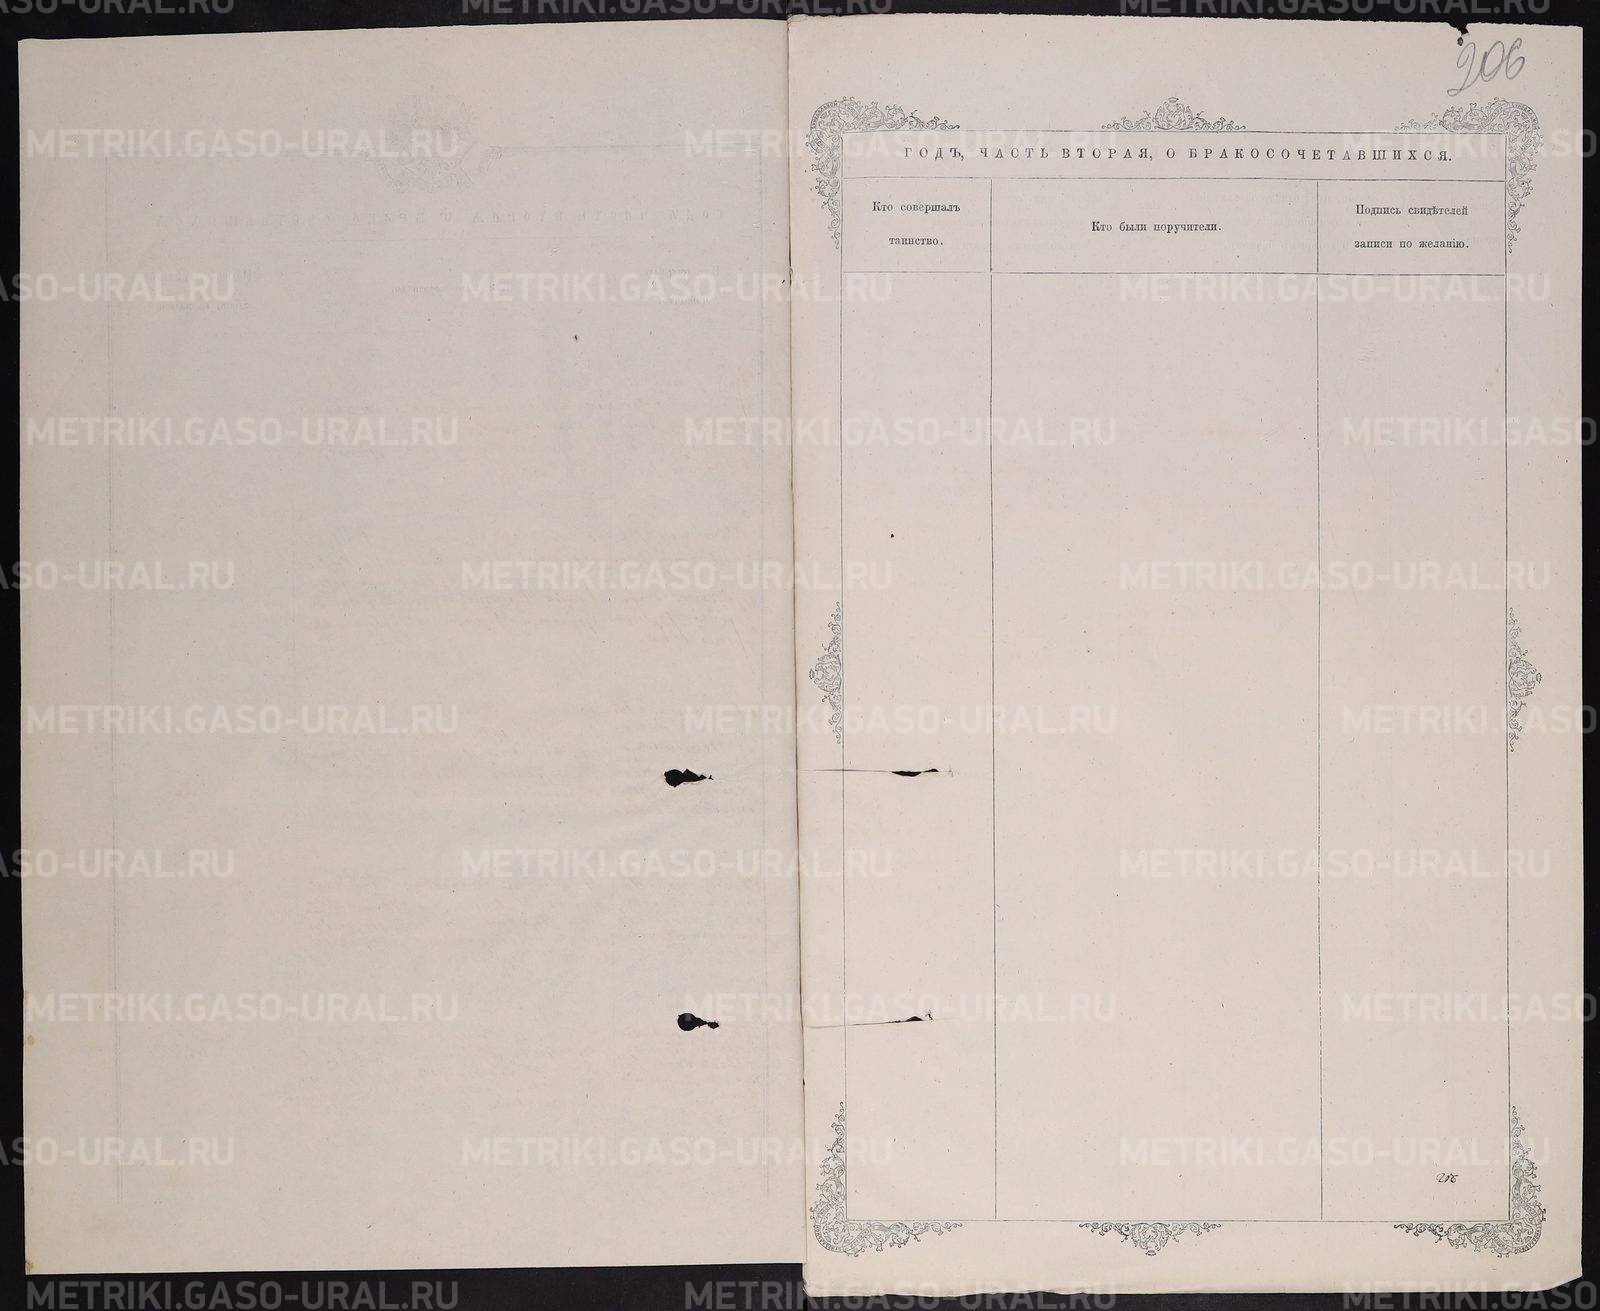 206
ГОДЪ, ЧАСТЬ ВТОРАЯ, О БРАКОСОЧЕТАВШИХСЯ.
Кто совершалъ
таинство.
Кто были поручители.
Подпись свидѣтелей
записи по желанію.
206
METRIKI.GASO-URAL.RU